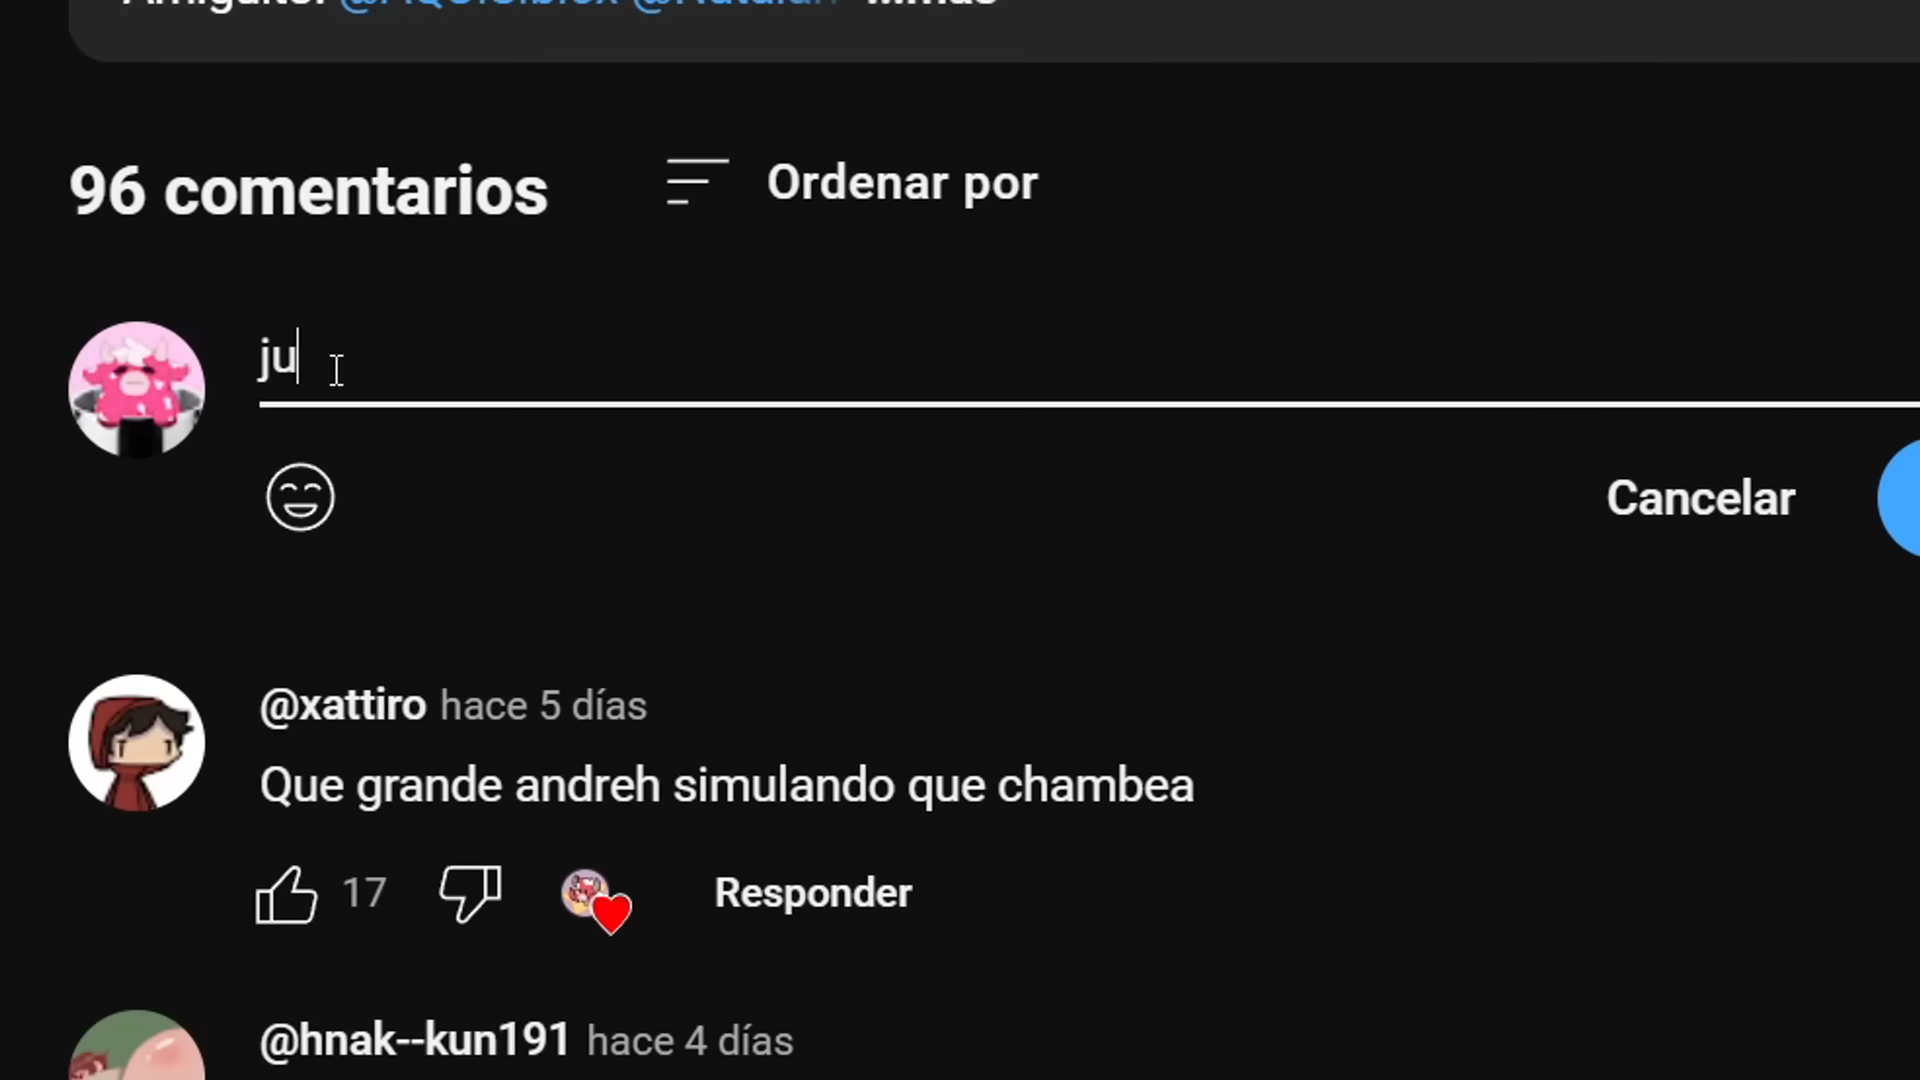 96 comentarios
Ordenar por
ju
Cancelar
@xattiro hace 5 días
Que grande andreh simulando que chambea
17
Responder
@hnak--kun191 hace 4 días